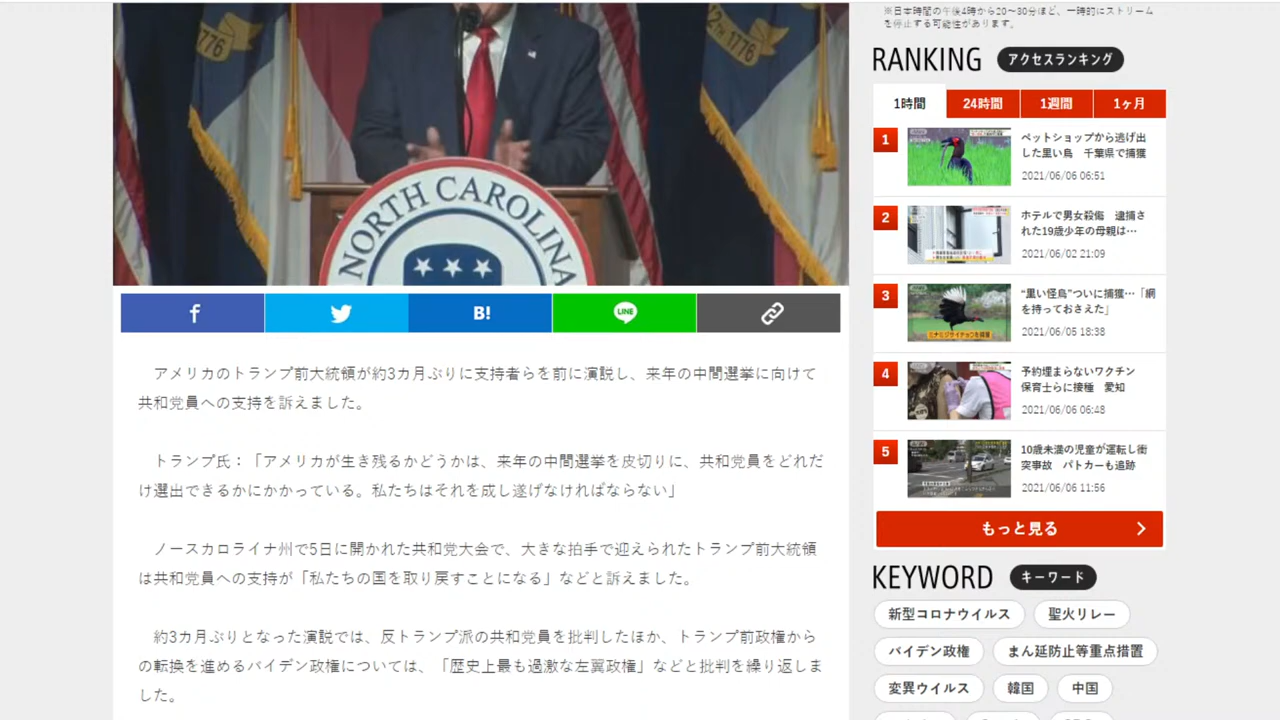 1776
12TH 1776
NORTH CAROLINA
B!
LINE
アメリカのトランプ前大統領が約3カ月ぶりに支持者らを前に演説し、来年の中間選挙に向けて
共和党員への支持を訴えました。
トランプ氏：「アメリカが生き残るかどうかは、来年の中間選挙を皮切りに、共和党員をどれだ
け選出できるかにかかっている。私たちはそれを成し遂げなければならない」
ノースカロライナ州で5日に開かれた共和党大会で、大きな拍手で迎えられたトランプ前大統領
は共和党員への支持が「私たちの国を取り戻すことになる」などと訴えました。
約3カ月ぶりとなった演説では、反トランプ派の共和党員を批判したほか、トランプ前政権から
の転換を進めるバイデン政権については、「歴史上最も過激な左翼政権」などと批判を繰り返しま
した。
※日本時間の午後4時から20～30分ほど、一時的にストリーム
を停止する可能性があります。
RANKING アクセスランキング
1時間 24時間 1週間 1ヶ月
1
ペットショップから逃げ出
した黒い鳥 千葉県で捕獲
2021/06/06 06:51
2
ホテルで男女殺傷 逮捕さ
れた19歳少年の母親は…
2021/06/02 21:09
3
“黒い怪鳥”ついに捕獲…「網
を持っておさえた」
2021/06/05 18:38
ミナミジサイチョウを捕獲
4
予約埋まらないワクチン
保育士らに接種 愛知
2021/06/06 06:48
5
10歳未満の児童が運転し衝
突事故 パトカーも追跡
2021/06/06 11:56
もっと見る
KEYWORD キーワード
新型コロナウイルス 聖火リレー
バイデン政権 まん延防止等重点措置
変異ウイルス 韓国 中国